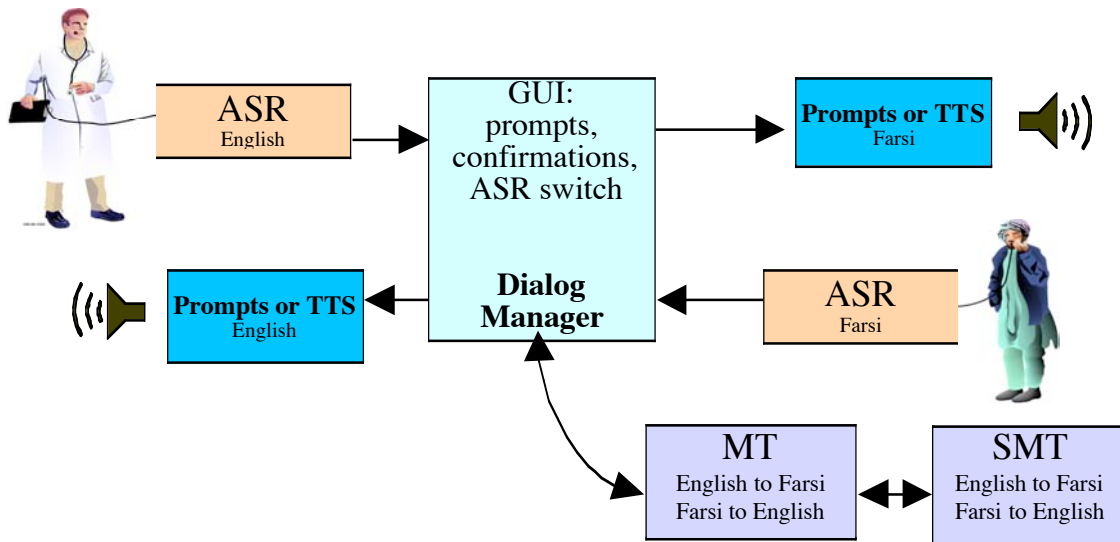 ASR
English
GUI:
prompts,
confirmations,
ASR switch
Dialog
Manager
Prompts or TTS
Farsi
Prompts or TTS
English
ASR
Farsi
MT
English to Farsi
Farsi to English
SMT
English to Farsi
Farsi to English